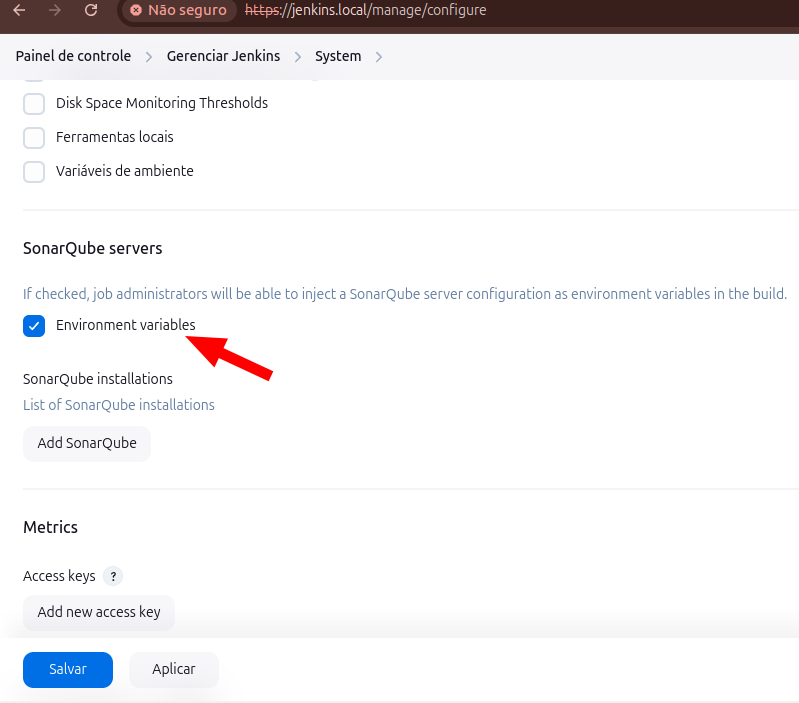 Não seguro https://jenkins.local/manage/configure
Painel de controle > Gerenciar Jenkins > System >
Disk Space Monitoring Thresholds
Ferramentas locais
Variáveis de ambiente
SonarQube servers
If checked, job administrators will be able to inject a SonarQube server configuration as environment variables in the build.
Environment variables
SonarQube installations
List of SonarQube installations
Add SonarQube
Metrics
Access keys ?
Add new access key
Salvar Aplicar